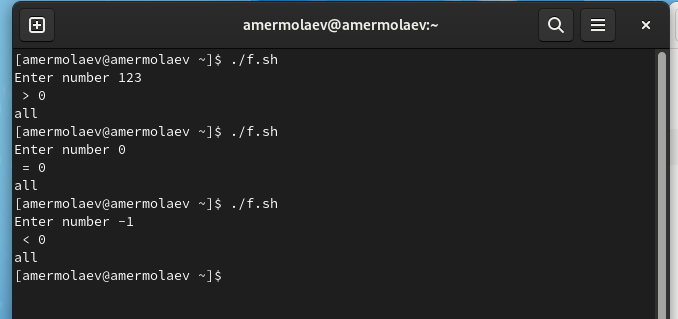 amermolaev@amermolaev:~
[amermolaev@amermolaev ~]$ ./f.sh
Enter number 123
 > 0
all
[amermolaev@amermolaev ~]$ ./f.sh
Enter number 0
 = 0
all
[amermolaev@amermolaev ~]$ ./f.sh
Enter number -1
 < 0
all
[amermolaev@amermolaev ~]$